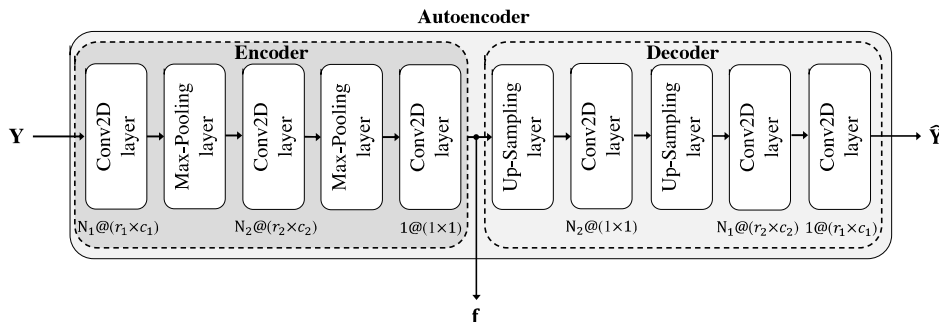 Autoencoder
Encoder
Decoder
Y
Conv2D
layer
Max-Pooling
layer
Conv2D
layer
Max-Pooling
layer
Conv2D
layer
Up-Sampling
layer
Conv2D
layer
Up-Sampling
layer
Conv2D
layer
Conv2D
layer
Ŷ
N₁@(r₁×c₁)
N₂@(r₂×c₂)
1@(1×1)
N₂@(1×1)
N₁@(r₂×c₂)
1@(r₁×c₁)
f